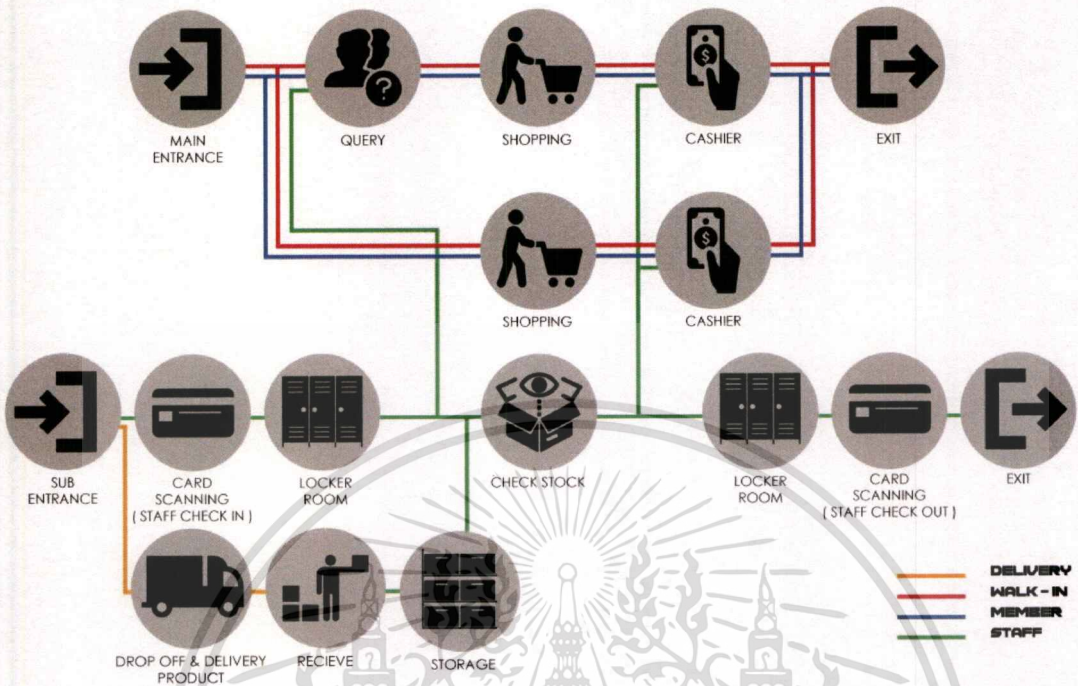 MAIN
ENTRANCE
QUERY
SHOPPING
CASHIER
EXIT
SHOPPING
CASHIER
SUB
ENTRANCE
CARD
SCANNING
( STAFF CHECK IN )
LOCKER
ROOM
CHECK STOCK
LOCKER
ROOM
CARD
SCANNING
( STAFF CHECK OUT )
EXIT
DROP OFF & DELIVERY
PRODUCT
RECIEVE
STORAGE
DELIVERY
WALK-IN
MEMBER
STAFF